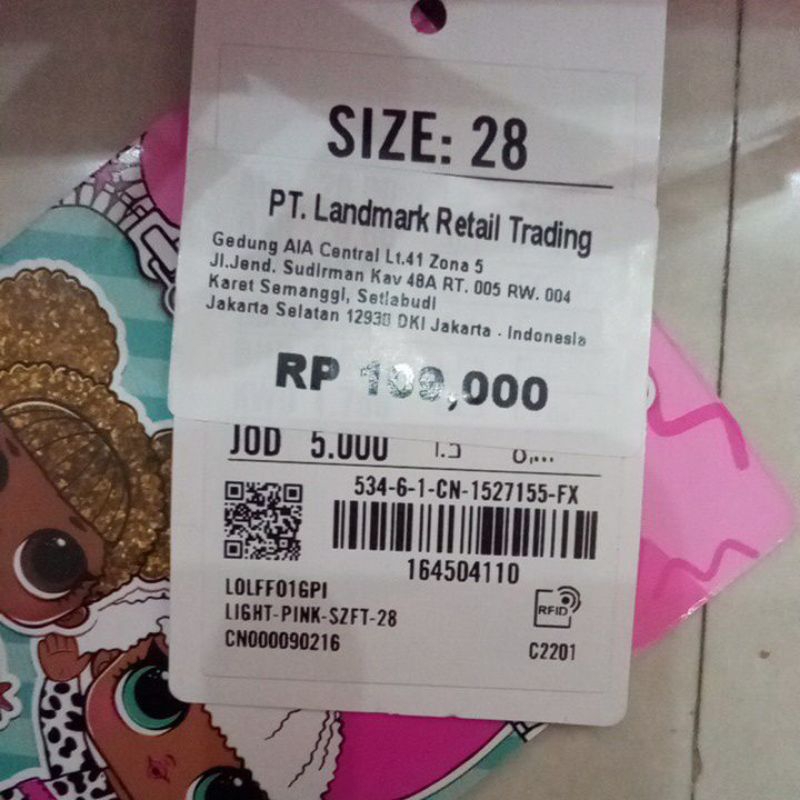 SIZE: 28
PT. Landmark Retail Trading
Gedung AIA Central Lt.41 Zona 5
Jl.Jend. Sudirman Kav 48A RT. 005 RW. 004
Karet Semanggi, Setiabudi
Jakarta Selatan 12930 DKI Jakarta - Indonesia
RP 199,000
JOD 5.000
534-6-1-CN-1527155-FX
164504110
LOLFF01GPI
LIGHT-PINK-SZFT-28
CN000090216
RFID
C2201